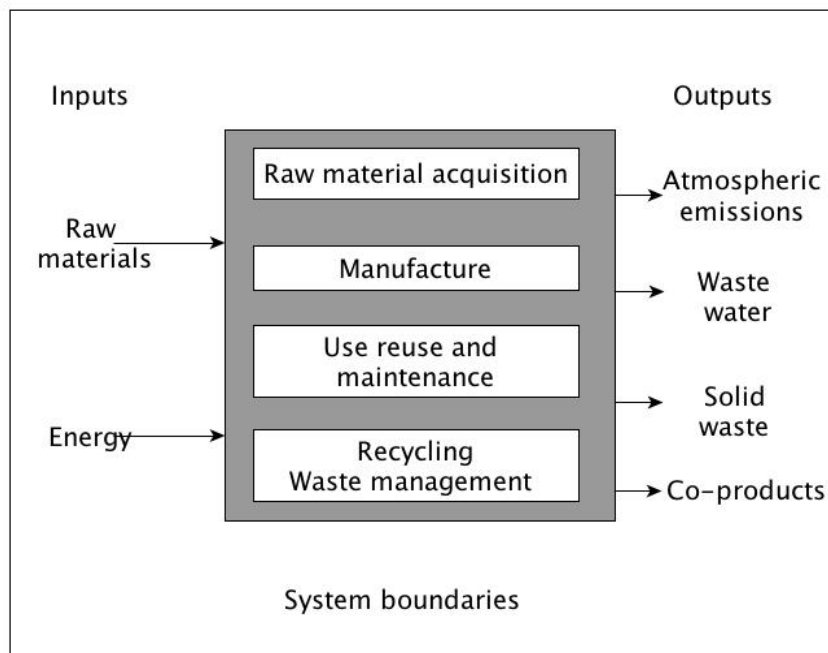 Inputs
Outputs
Raw material acquisition
Atmospheric
emissions
Raw
materials
Manufacture
Waste
water
Use reuse and
maintenance
Solid
waste
Energy
Recycling
Waste management
Co-products
System boundaries